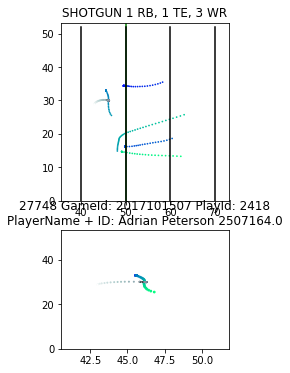 SHOTGUN 1 RB, 1 TE, 3 WR
50
40
30
20
10
0
40 50 60 70
27748 GameId: 2017101507 PlayId: 2418
PlayerName + ID: Adrian Peterson 2507164.0
40
20
0
42.5 45.0 47.5 50.0